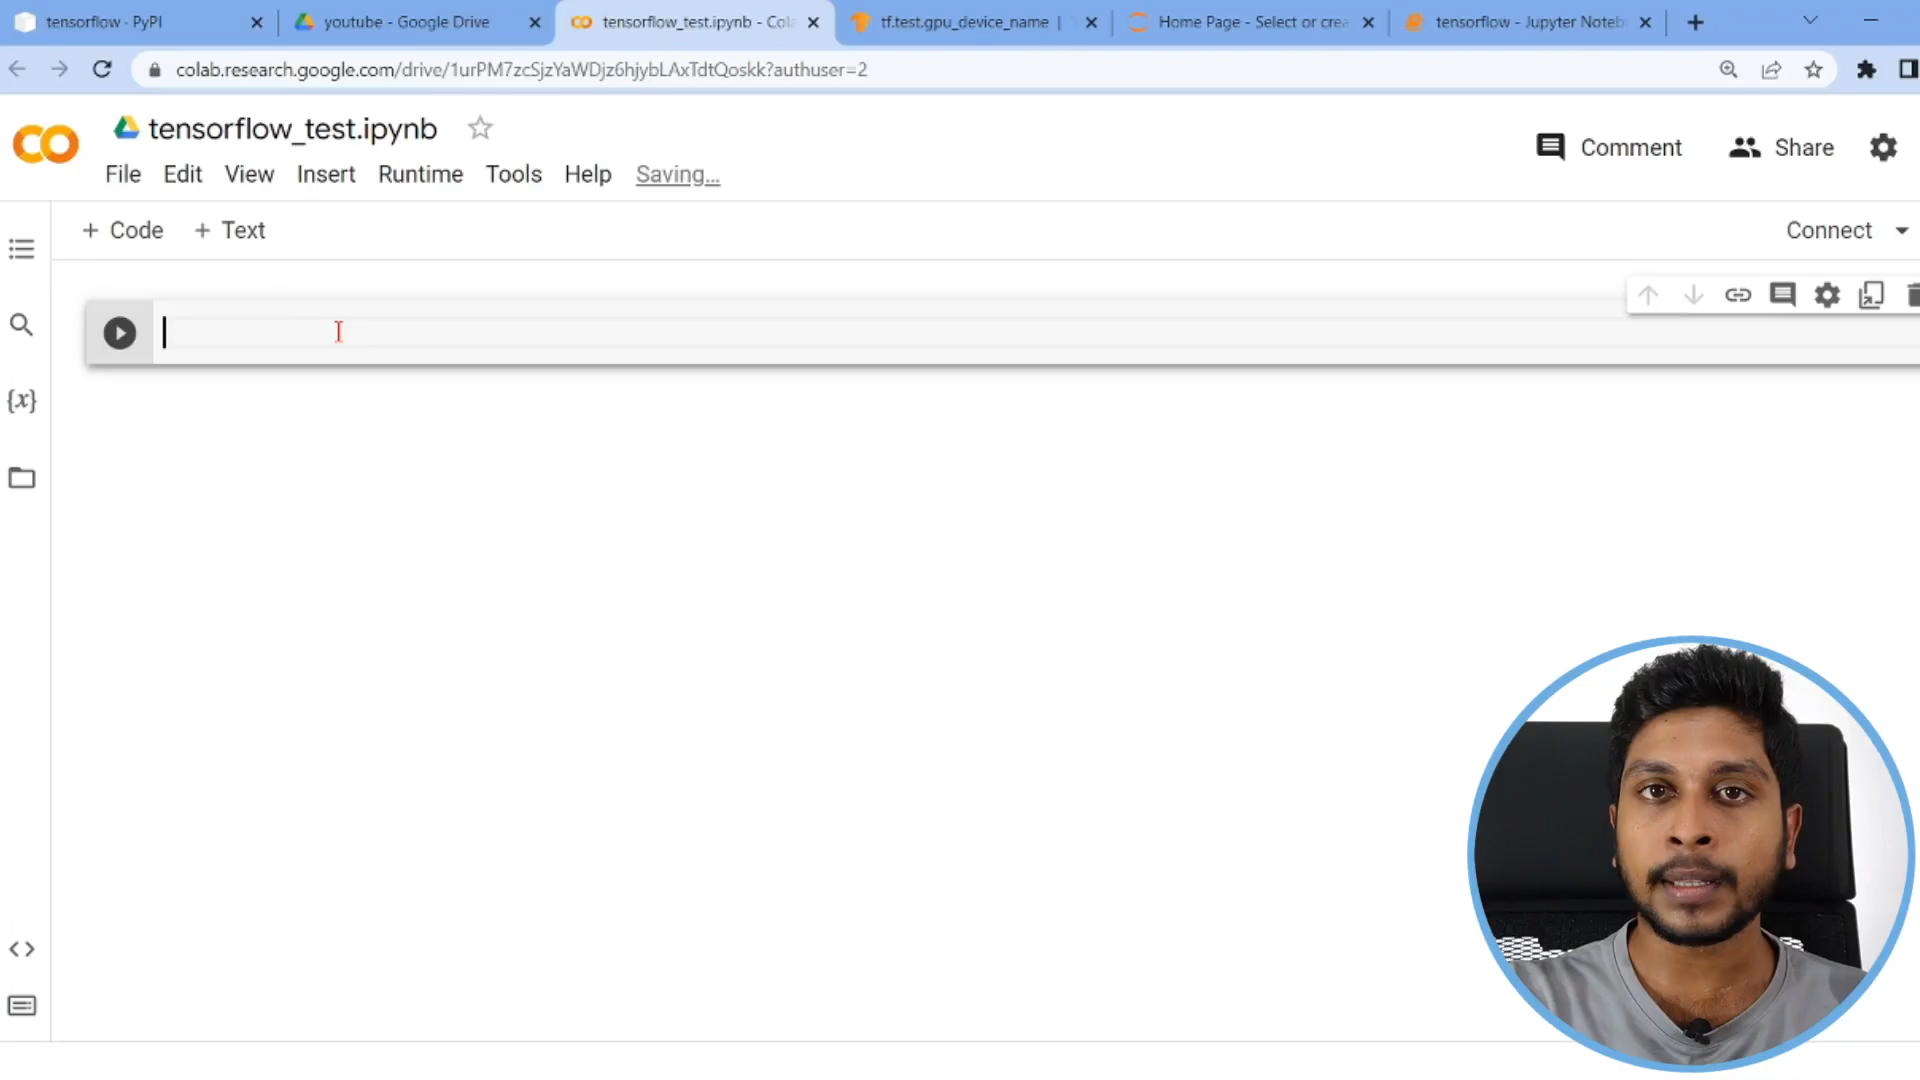 tensorflow · PyPI
youtube - Google Drive
tensorflow_test.ipynb - Cola
tf.test.gpu_device_name |
Home Page - Select or crea
tensorflow - Jupyter Noteb
colab.research.google.com/drive/1urPM7zcSjzYaWDjz6hjybLAxTdtQoskk?authuser=2
CO
tensorflow_test.ipynb
Comment
Share
File Edit View Insert Runtime Tools Help Saving...
+ Code + Text
Connect
{x}
<>